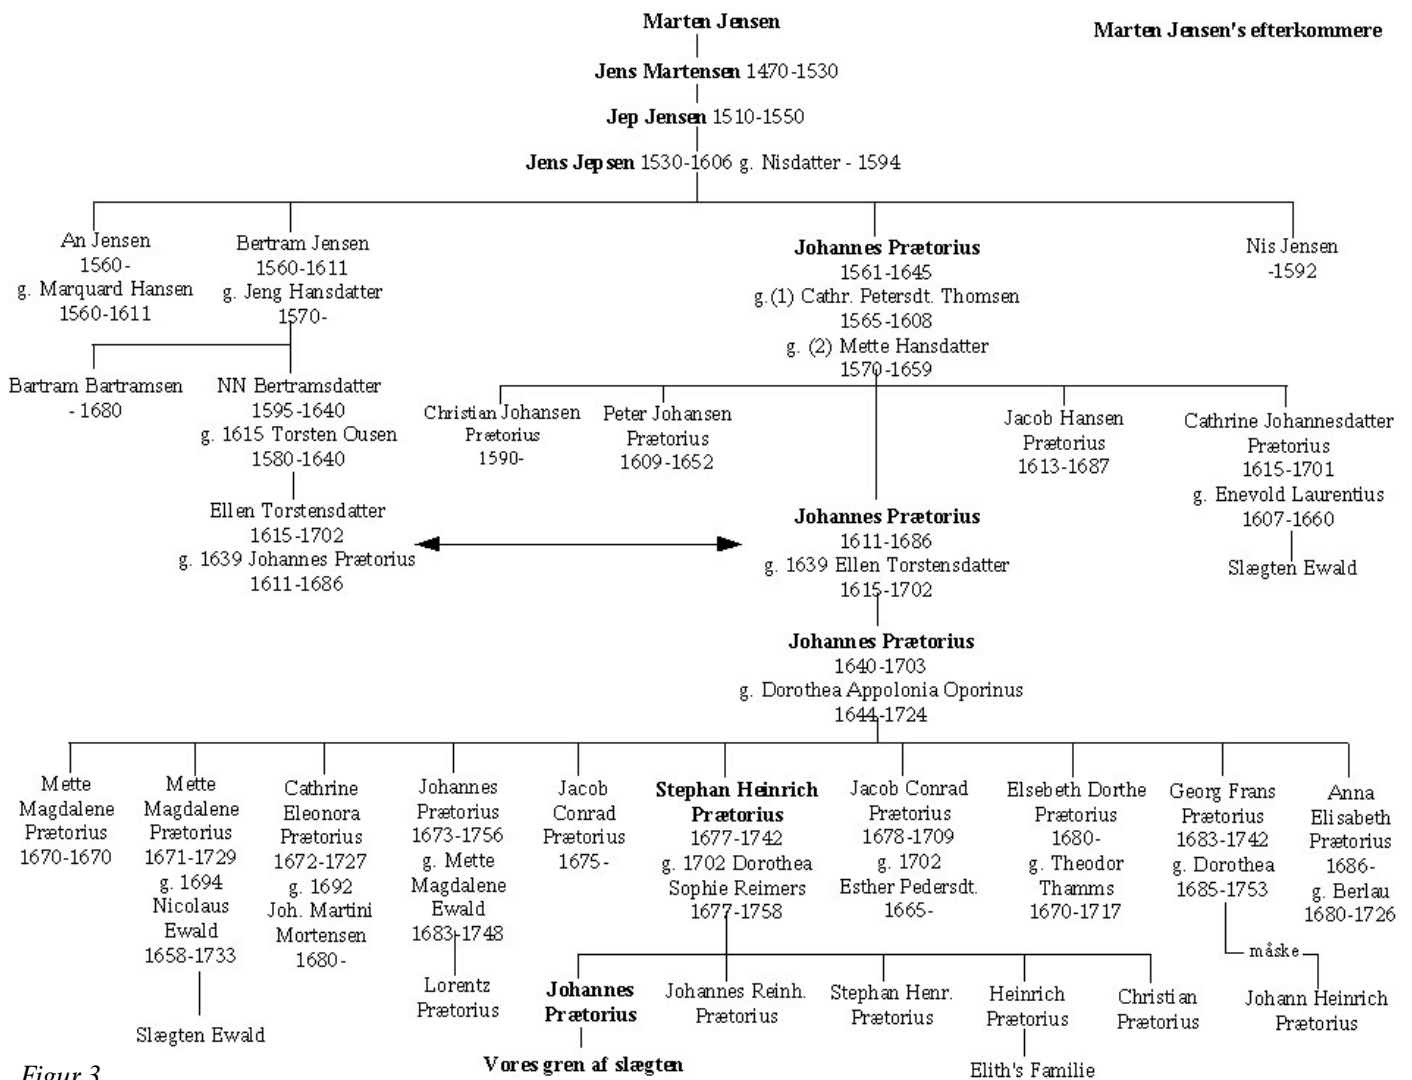 Marten Jensen
Marten Jensen's efterkommere
Jens Martensen 1470-1530
Jep Jensen 1510-1550
Jens Jepsen 1530-1606 g. Nisdatter - 1594
An Jensen
1560-
g. Marquard Hansen
1560-1611
Bertram Jensen
1560-1611
g. Jeng Hansdatter
1570-
Johannes Prætorius
1561-1645
g.(1) Cathr. Petersdt. Thomsen
1565-1608
g. (2) Mette Hansdatter
1570-1659
Nis Jensen
-1592
Bartram Bartramsen
- 1680
NN Bertramsdatter
1595-1640
g. 1615 Torsten Ousen
1580-1640
Christian Johansen
Prætorius
1590-
Peter Johansen
Prætorius
1609-1652
Jacob Hansen
Prætorius
1613-1687
Cathrine Johannesdatter
Prætorius
1615-1701
g. Enevold Laurentius
1607-1660
Slægten Ewald
Ellen Torstensdatter
1615-1702
g. 1639 Johannes Prætorius
1611-1686
Johannes Prætorius
1611-1686
g. 1639 Ellen Torstensdatter
1615-1702
Johannes Prætorius
1640-1703
g. Dorothea Appolonia Oporinus
1644-1724
Mette
Magdalene
Prætorius
1670-1670
Mette
Magdalene
Prætorius
1671-1729
g. 1694
Nicolaus
Ewald
1658-1733
Slægten Ewald
Cathrine
Eleonora
Prætorius
1672-1727
g. 1692
Joh. Martini
Mortensen
1680-
Johannes
Prætorius
1673-1756
g. Mette
Magdalene
Ewald
1683-1748
Lorentz
Prætorius
Jacob
Conrad
Prætorius
1675-
Stephan Heinrich
Prætorius
1677-1742
g. 1702 Dorothea
Sophie Reimers
1677-1758
Jacob Conrad
Prætorius
1678-1709
g. 1702
Esther Pedersdt.
1665-
Elsebeth Dorthe
Prætorius
1680-
g. Theodor
Thamms
1670-1717
Georg Frans
Prætorius
1683-1742
g. Dorothea
1685-1753
Anna
Elisabeth
Prætorius
1686-
g. Berlau
1680-1726
måske
Johannes
Prætorius
Vores gren af slægten
Johannes Reinh.
Prætorius
Stephan Henr.
Prætorius
Heinrich
Prætorius
Elith's Familie
Christian
Prætorius
Johann Heinrich
Prætorius
Figur 3